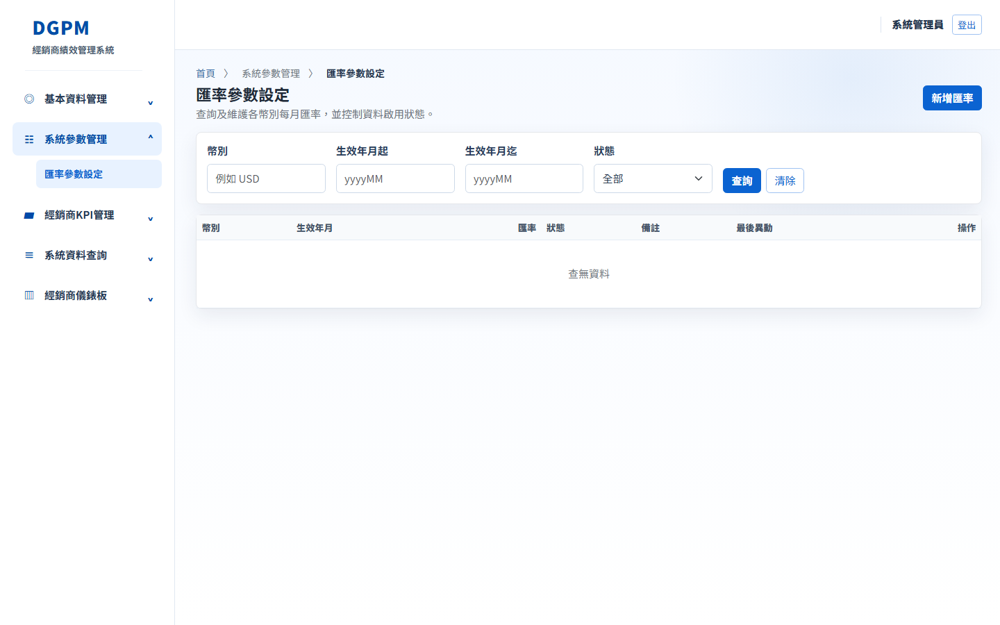 DGPM
經銷商績效管理系統
基本資料管理
系統參數管理
匯率參數設定
經銷商KPI管理
系統資料查詢
經銷商儀錶板
系統管理員 登出
首頁 〉 系統參數管理 〉 匯率參數設定
匯率參數設定
查詢及維護各幣別每月匯率，並控制資料啟用狀態。
新增匯率
幣別 生效年月起 生效年月迄 狀態
例如 USD yyyyMM yyyyMM 全部 查詢 清除
幣別 生效年月 匯率 狀態 備註 最後異動 操作
查無資料